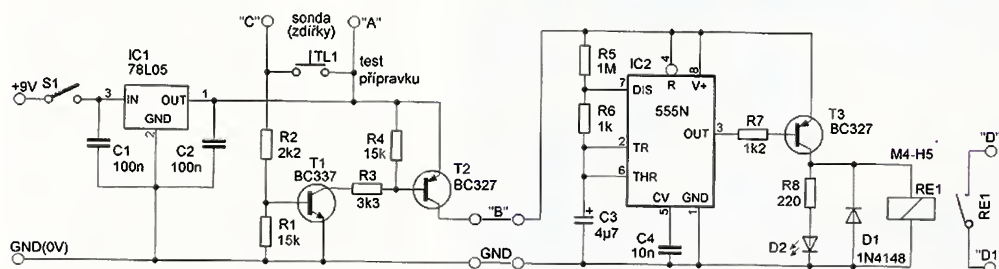 "C"
sonda
(zdířky)
"A"
TL1
test
přípravku
IC1
78L05
+9V
S1
3
IN
OUT
1
GND
2
C1
100n
C2
100n
R2
2k2
R4
15k
T1
BC337
R3
3k3
T2
BC327
R1
15k
"B"
GND(0V)
GND
R5
1M
R6
1k
C3
4µ7
+
IC2
555N
4
8
R
V+
7
DIS
2
TR
6
THR
OUT
3
CV
GND
5
1
C4
10n
R7
1k2
T3
BC327
R8
220
D2
D1
1N4148
M4-H5
RE1
"D"
RE1
"D1"